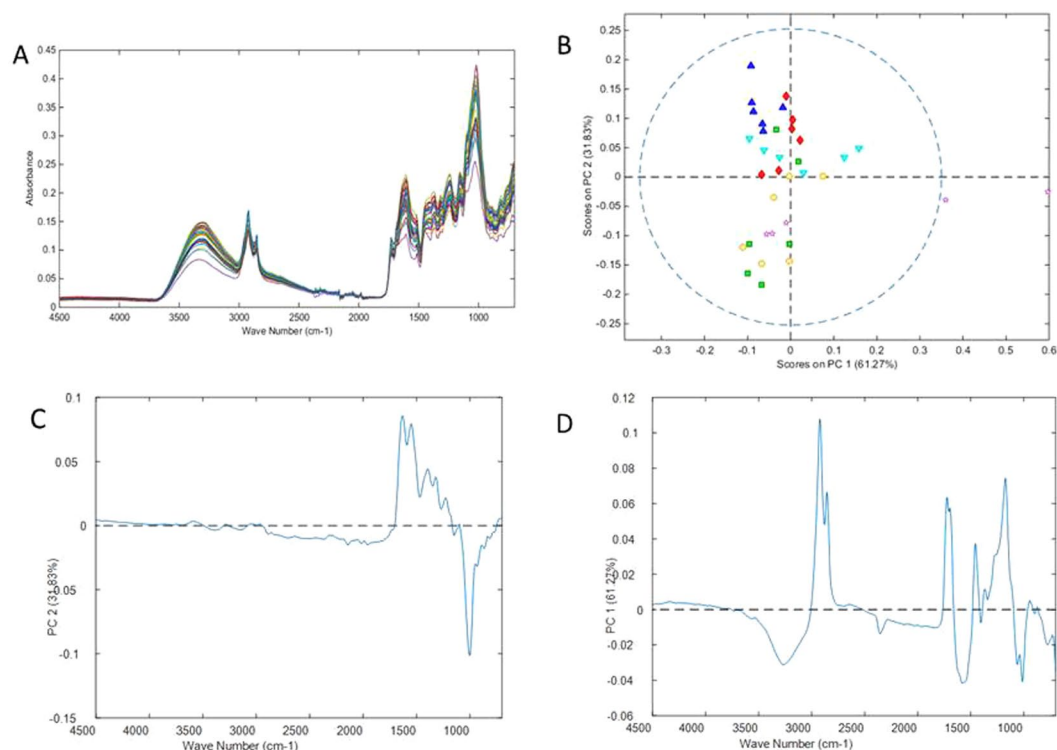 A
0.45
0.4
0.35
0.3
0.25
0.2
0.15
0.1
0.05
0
Absorbance
4500 4000 3500 3000 2500 2000 1500 1000
Wave Number (cm-1)
B
0.25
0.2
0.15
0.1
0.05
0
-0.05
-0.1
-0.15
-0.2
-0.25
Scores on PC 2 (31.83%)
-0.3 -0.2 -0.1 0 0.1 0.2 0.3 0.4 0.5 0.6
Scores on PC 1 (61.27%)
C
0.1
0.05
0
-0.05
-0.1
-0.15
PC 2 (31.83%)
4500 4000 3500 3000 2500 2000 1500 1000
Wave Number (cm-1)
D
0.12
0.1
0.08
0.06
0.04
0.02
0
-0.02
-0.04
-0.06
PC 1 (61.27%)
4500 4000 3500 3000 2500 2000 1500 1000
Wave Number (cm-1)